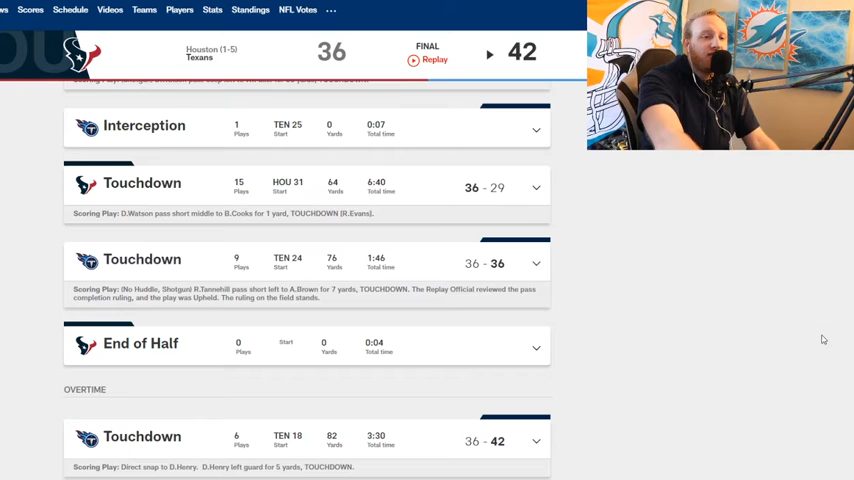 ws Scores Schedule Videos Teams Players Stats Standings NFL Votes ...
Houston (1-5)
Texans
36
FINAL
Replay
42
Interception 1 TEN 25 0 0:07
Plays Start Yards Total time
Touchdown 15 HOU 31 64 6:40 36 - 29
Plays Start Yards Total time
Scoring Play: D.Watson pass short middle to B.Cooks for 1 yard, TOUCHDOWN (R.Evans).
Touchdown 9 TEN 24 76 1:46 36 - 36
Plays Start Yards Total time
Scoring Play: (No Huddle, Shotgun) R.Tannehill pass short left to A.Brown for 7 yards, TOUCHDOWN. The Replay Official reviewed the pass
completion ruling, and the play was Upheld. The ruling on the field stands.
End of Half 0 0 0:04
Plays Start Yards Total time
OVERTIME
Touchdown 6 TEN 18 82 3:30 36 - 42
Plays Start Yards Total time
Scoring Play: Direct snap to D.Henry. D.Henry left guard for 5 yards, TOUCHDOWN.